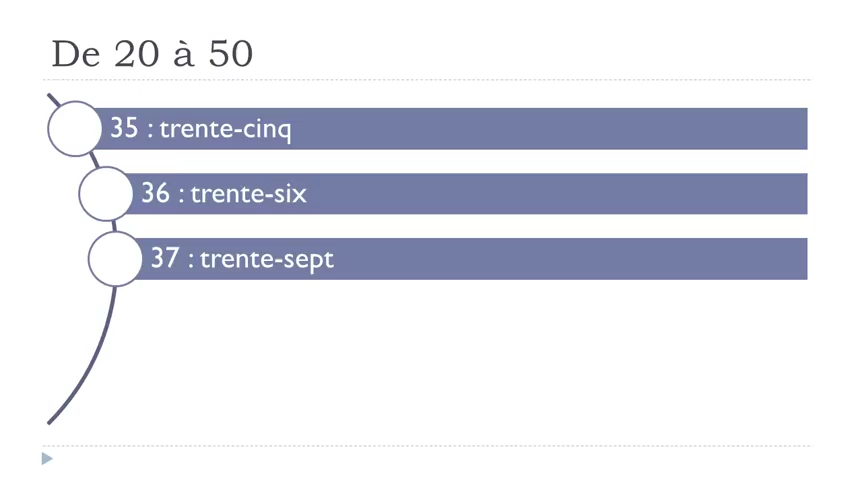 De 20 à 50
35 : trente-cinq
36 : trente-six
37 : trente-sept